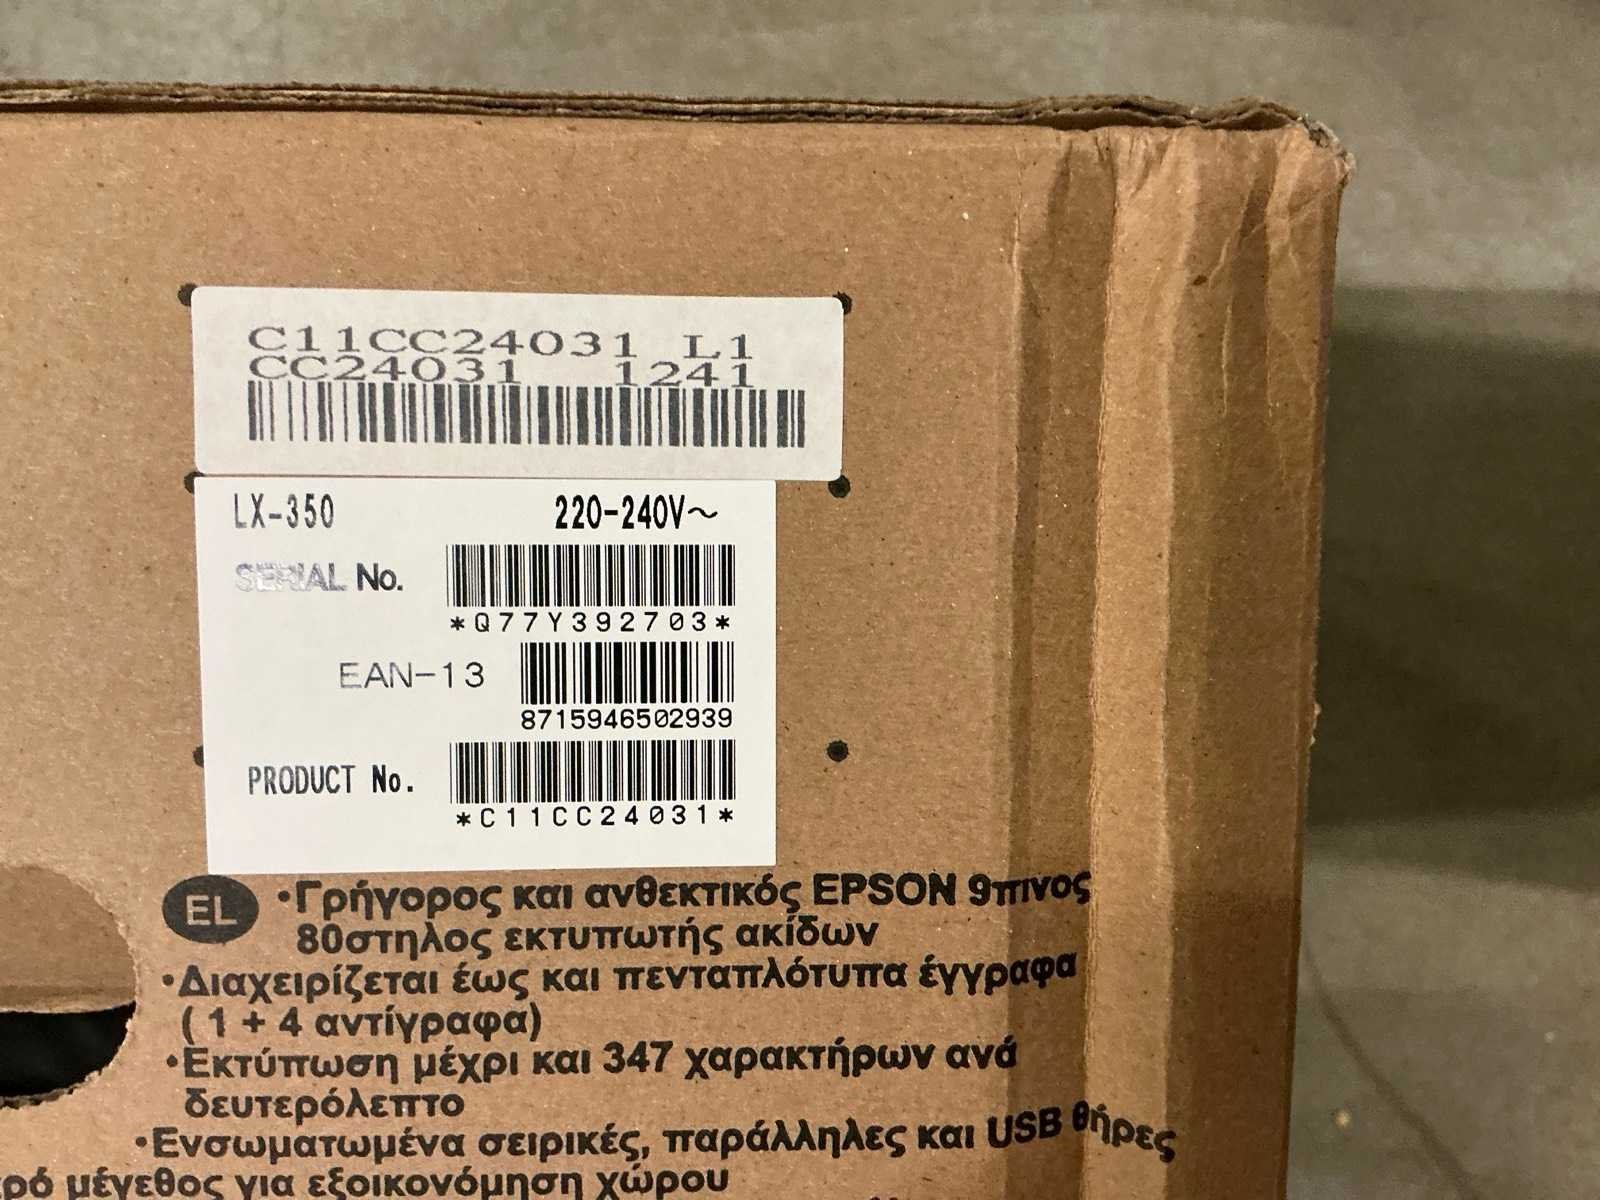 C11CC24031 L1
CC24031 1241
LX-350 220-240V~
SERIAL No.
*Q77Y392703*
EAN-13
8715946502939
PRODUCT No.
*C11CC24031*
EL
•Γρήγορος και ανθεκτικός EPSON 9πινος
80στηλος εκτυπωτής ακίδων
•Διαχειρίζεται έως και πενταπλότυπα έγγραφα
( 1 + 4 αντίγραφα)
•Εκτύπωση μέχρι και 347 χαρακτήρων ανά
δευτερόλεπτο
•Ενσωματωμένα σειρικές, παράλληλες και USB θήρες
μέγεθος για εξοικονόμηση χώρου